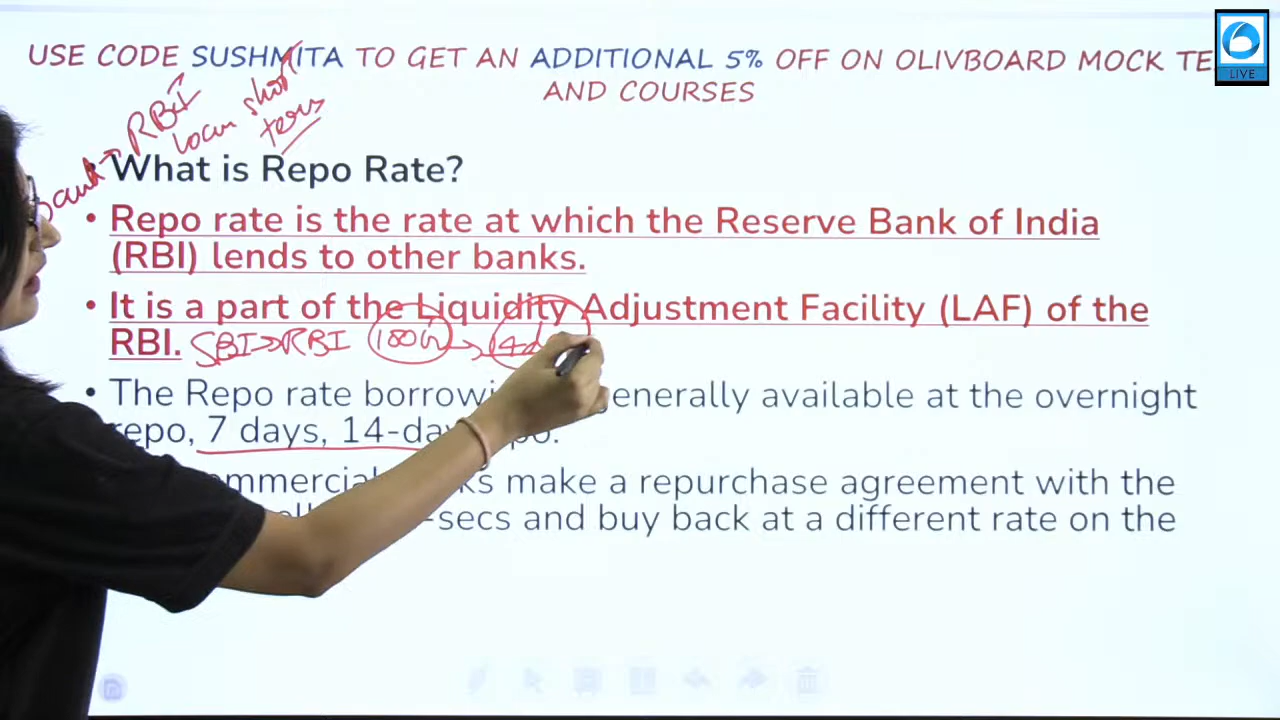 USE CODE SUSHMITA TO GET AN ADDITIONAL 5% OFF ON OLIVBOARD MOCK TE
AND COURSES
LIVE
bank → RBI
loan short
term
• What is Repo Rate?
• Repo rate is the rate at which the Reserve Bank of India
(RBI) lends to other banks.
• It is a part of the Liquidity Adjustment Facility (LAF) of the
RBI. SBI → RBI
• The Repo rate borrowi enerally available at the overnight
repo, 7 days, 14-day
mmercial ks make a repurchase agreement with the
-secs and buy back at a different rate on the